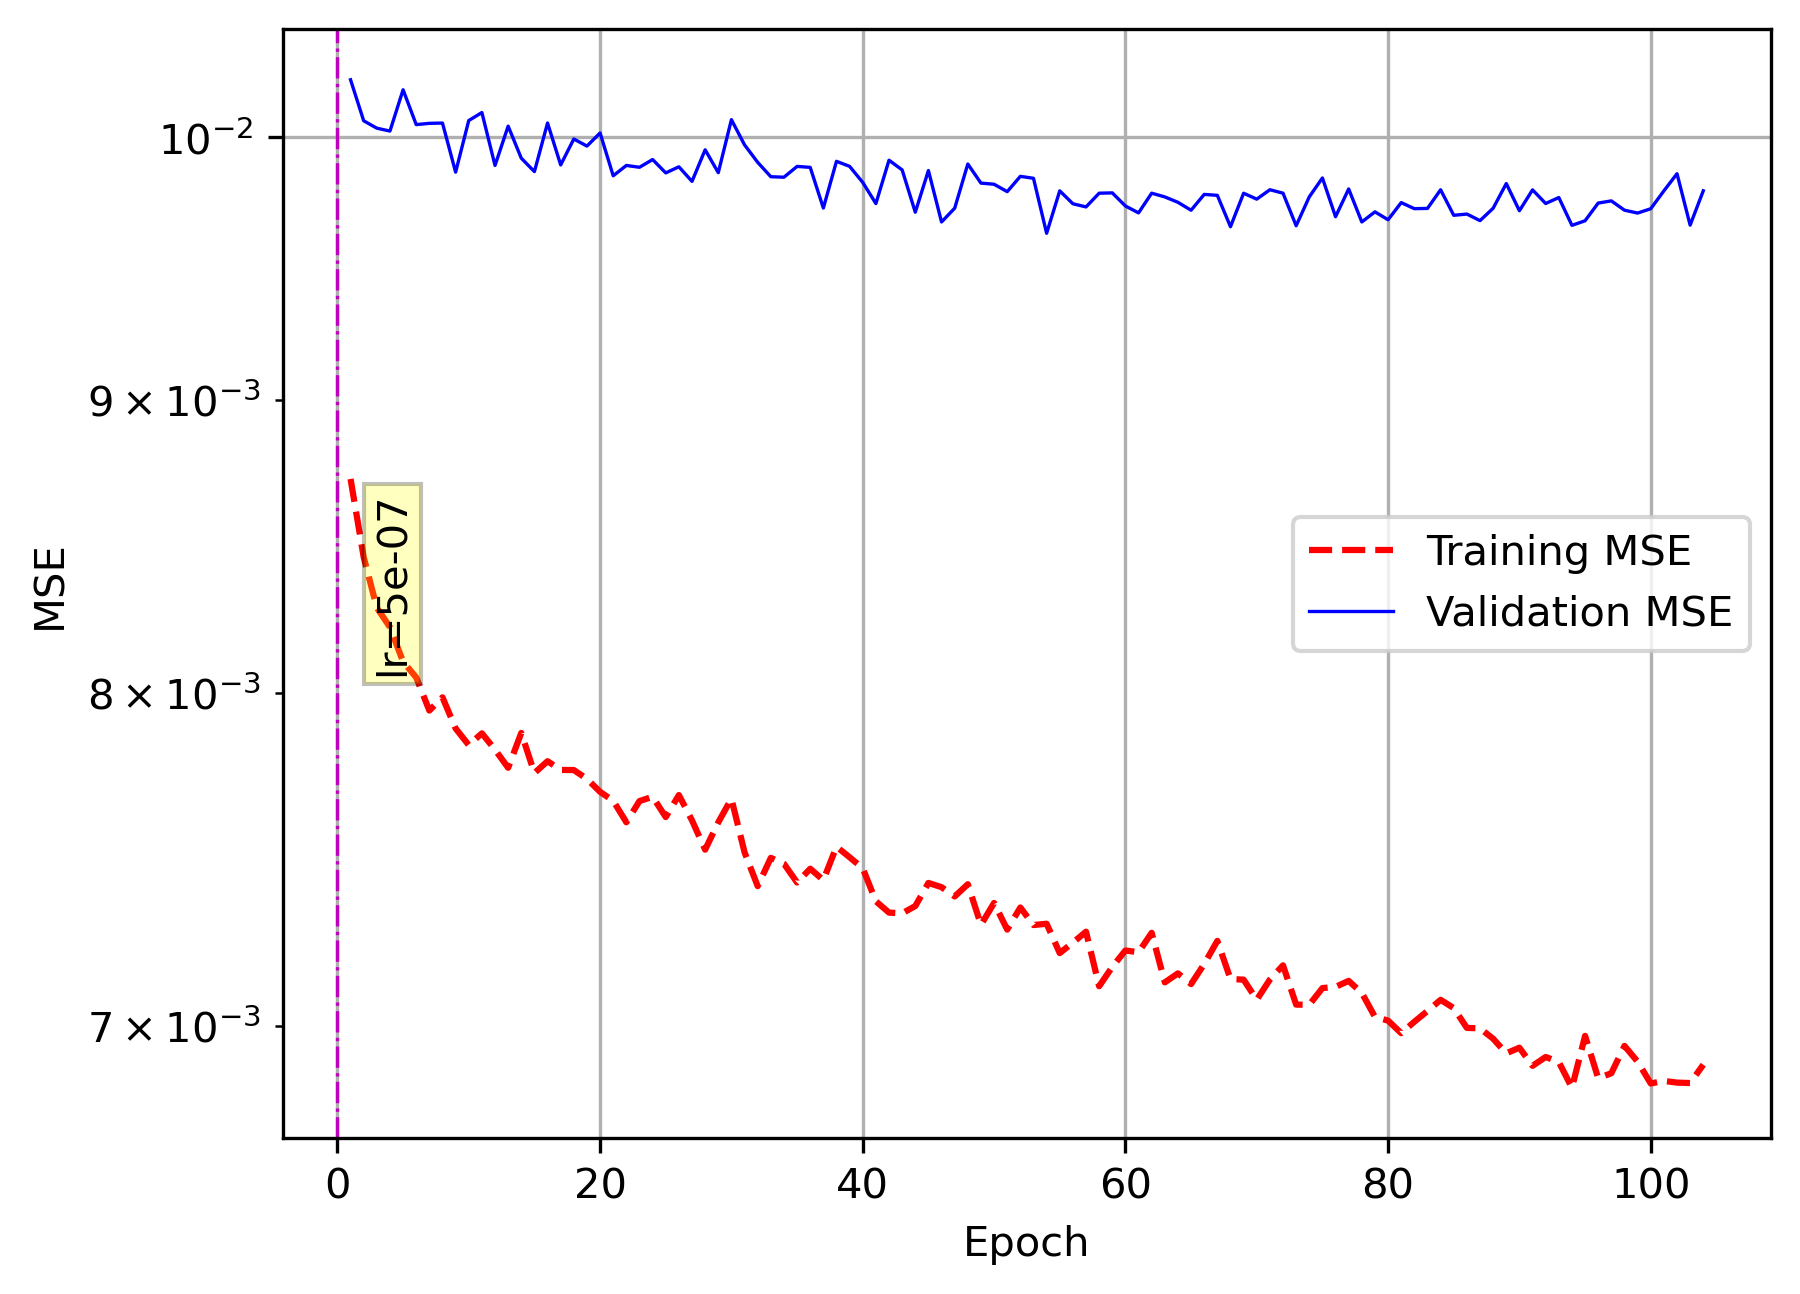 10⁻²
9 × 10⁻³
8 × 10⁻³
7 × 10⁻³
MSE
lr=5e-07
Training MSE
Validation MSE
0 20 40 60 80 100
Epoch